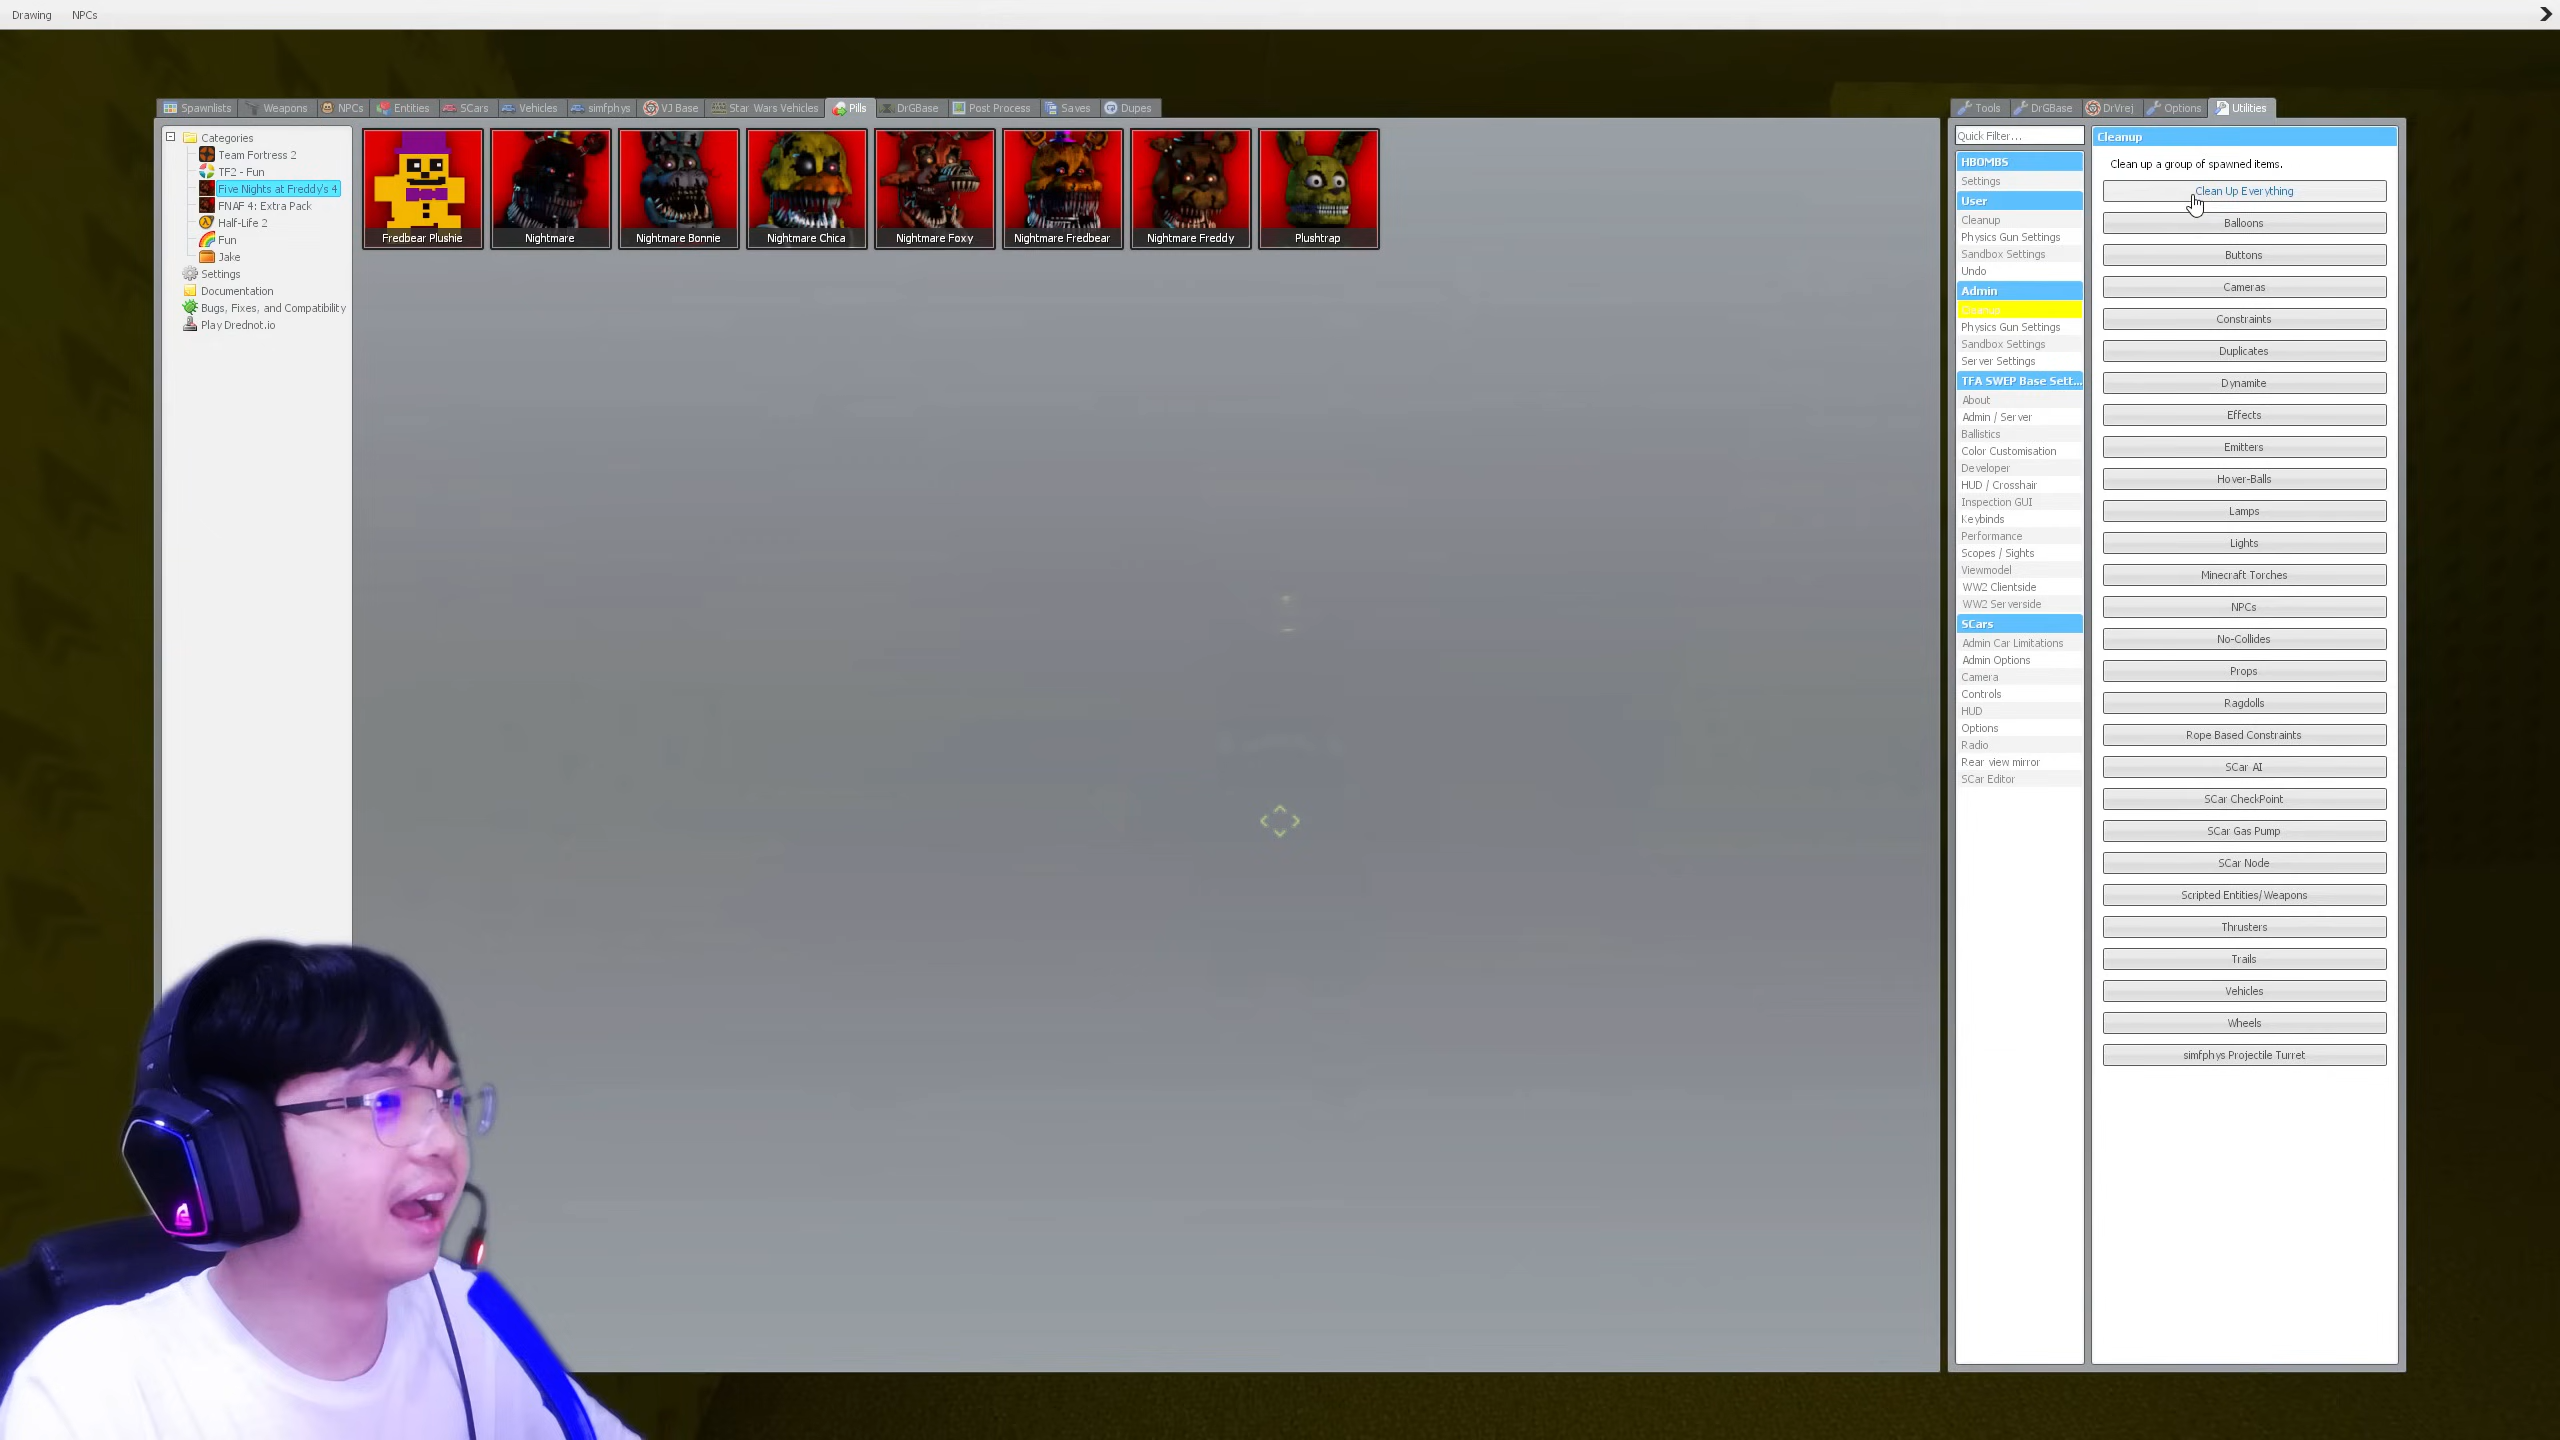 Drawing NPCs
Spawnlists Weapons NPCs Entities SCars Vehicles simfphys VJ Base Star Wars Vehicles Pills DrGBase Post Process Saves Dupes
Categories
Team Fortress 2
TF2 - Fun
Five Nights at Freddy's 4
FNAF 4: Extra Pack
Half-Life 2
Fun
Jake
Settings
Documentation
Bugs, Fixes, and Compatibility
Play Drednot.io
Fredbear Plushie Nightmare Nightmare Bonnie Nightmare Chica Nightmare Foxy Nightmare Fredbear Nightmare Freddy Plushtrap
Tools DrGBase DrVrej Options Utilities
Quick Filter...
HBOMBS
Settings
User
Cleanup
Physics Gun Settings
Sandbox Settings
Undo
Admin
Cleanup
Physics Gun Settings
Sandbox Settings
Server Settings
TFA SWEP Base Sett...
About
Admin / Server
Ballistics
Color Customisation
Developer
HUD / Crosshair
Inspection GUI
Keybinds
Performance
Scopes / Sights
Viewmodel
WW2 Clientside
WW2 Serverside
SCars
Admin Car Limitations
Admin Options
Camera
Controls
HUD
Options
Radio
Rear view mirror
SCar Editor
Cleanup
Clean up a group of spawned items.
Clean Up Everything
Balloons
Buttons
Cameras
Constraints
Duplicates
Dynamite
Effects
Emitters
Hover-Balls
Lamps
Lights
Minecraft Torches
NPCs
No-Collides
Props
Ragdolls
Rope Based Constraints
SCar AI
SCar CheckPoint
SCar Gas Pump
SCar Node
Scripted Entities/Weapons
Thrusters
Trails
Vehicles
Wheels
simfphys Projectile Turret